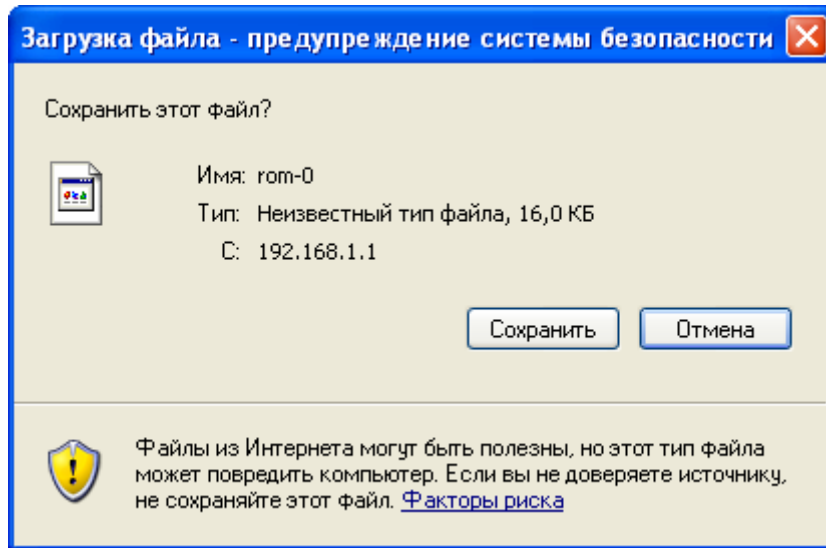 Загрузка файла - предупреждение системы безопасности
Сохранить этот файл?
Имя: rom-0
Тип: Неизвестный тип файла, 16,0 КБ
С: 192.168.1.1
Сохранить Отмена
Файлы из Интернета могут быть полезны, но этот тип файла
может повредить компьютер. Если вы не доверяете источнику,
не сохраняйте этот файл. Факторы риска